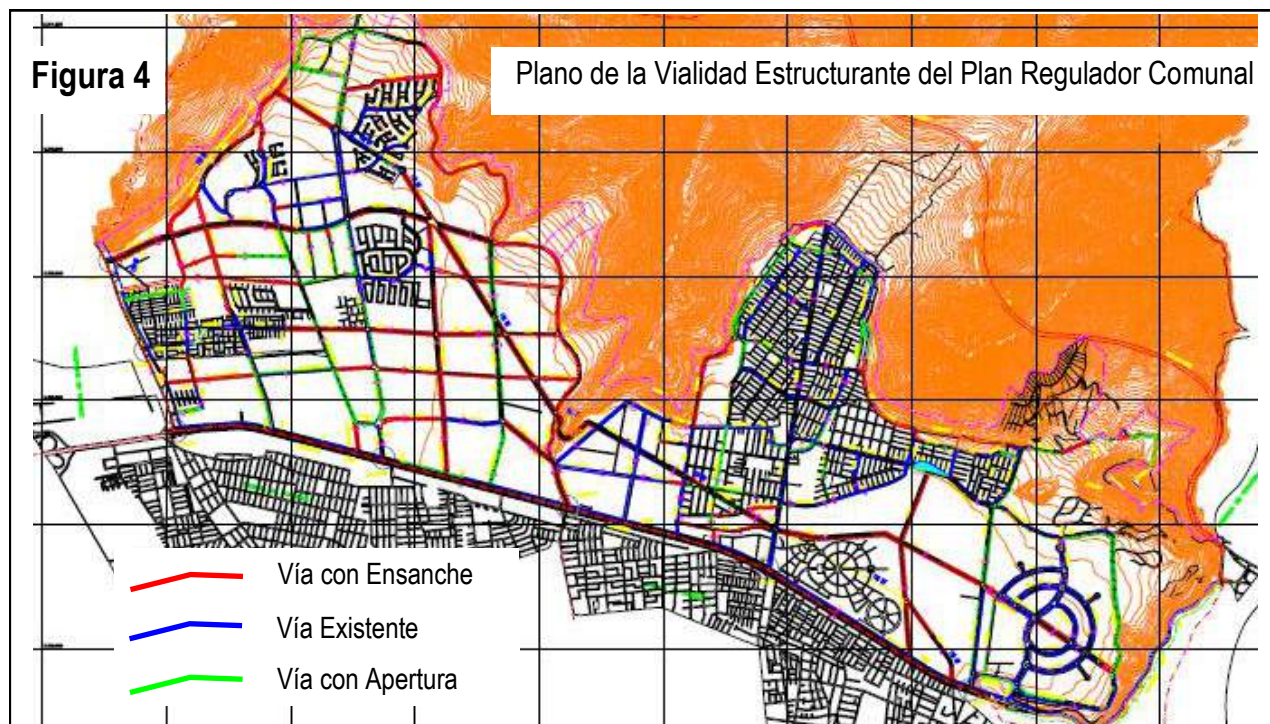 Figura 4
Plano de la Vialidad Estructurante del Plan Regulador Comunal
Vía con Ensanche
Vía Existente
Vía con Apertura